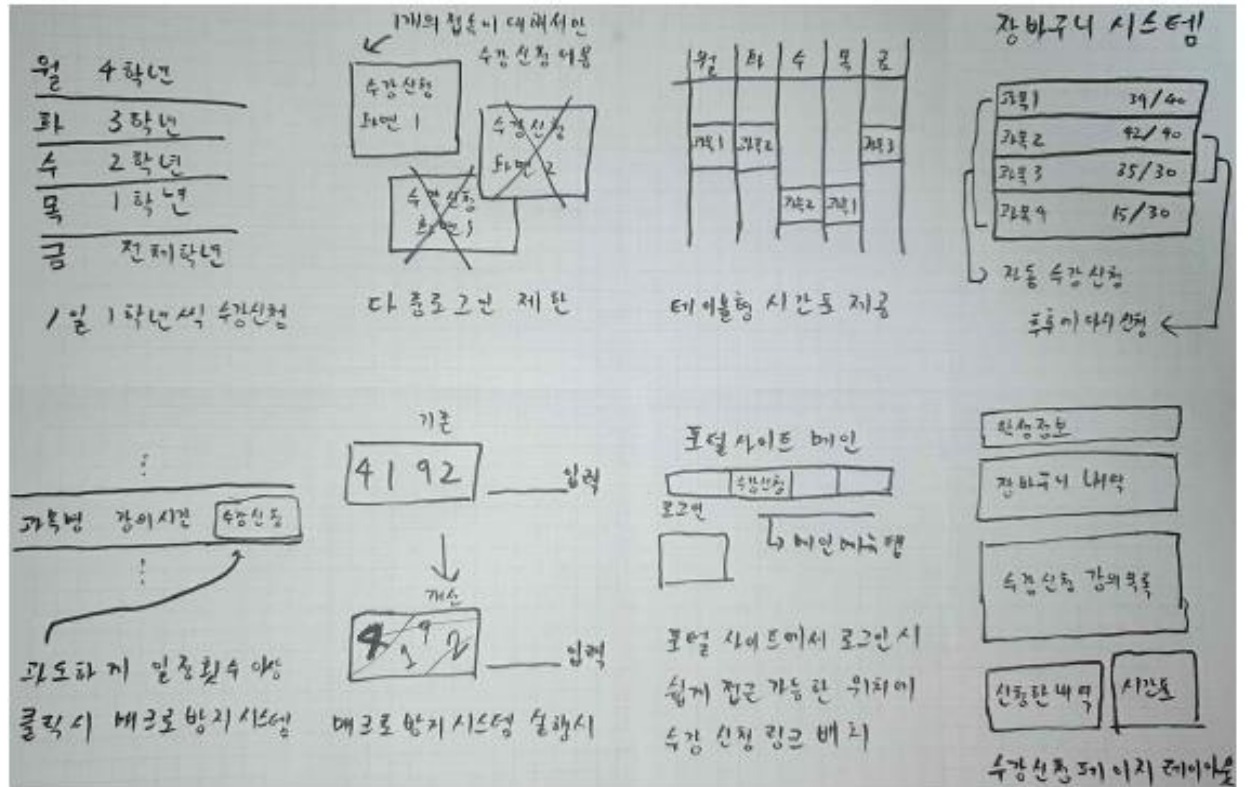 월 4학년
화 3학년
수 2학년
목 1학년
금 전체학년
1일 1학년씩 수강신청
1개의 접속에 대해서만
수강신청 허용
수강신청
화면 1
수강신청
화면 2
수강신청
화면 3
다중로그인 제한
월 화 수 목 금
과목1 과목2 과목3
과목2 과목1
테이블형 시간표 제공
장바구니 시스템
과목1 39/40
과목2 42/40
과목3 35/30
과목4 15/30
자동 수강신청
추후에 다시 신청
과목명 강의시간 수강신청
과도하게 일정횟수 이상
클릭시 매크로방지시스템
기존
4192
입력
개선
4 1 9 2
입력
매크로 방지시스템 실행시
포털사이트 메인
수강신청
로그인
메인메뉴탭
포털 사이트에서 로그인시
쉽게 접근 가능한 위치에
수강 신청 링크 배치
학생정보
장바구니 내역
수강신청 강의목록
신청한내역
시간표
수강신청페이지 레이아웃